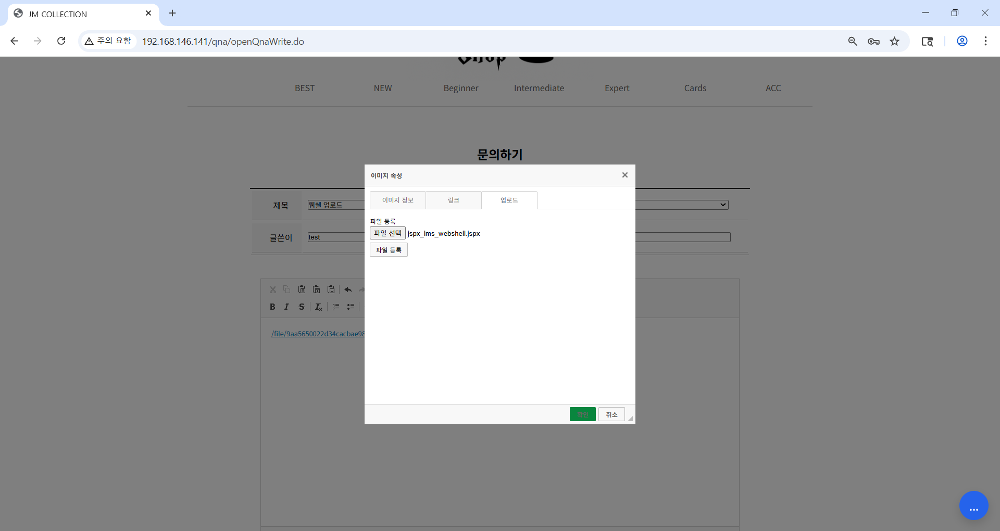 JM COLLECTION
주의 요함
192.168.146.141/qna/openQnaWrite.do
Shop
BEST NEW Beginner Intermediate Expert Cards ACC
문의하기
이미지 속성
이미지 정보 링크 업로드
제목 웹쉘 업로드
파일 등록
파일 선택 jspx_lms_webshell.jspx
글쓴이 test
파일 등록
/file/9aa5650022d34cacbae98
확인 취소